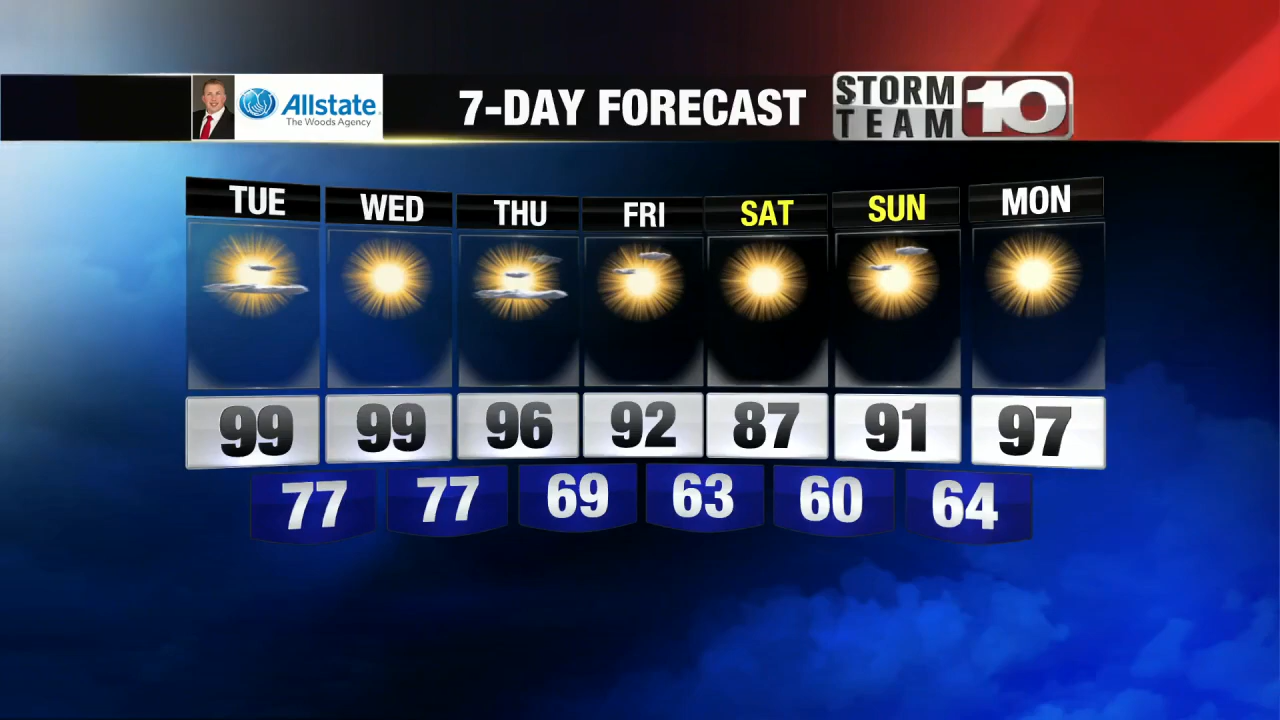 Allstate.
The Woods Agency
7-DAY FORECAST
STORM TEAM 10
TUE WED THU FRI SAT SUN MON
99 99 96 92 87 91 97
77 77 69 63 60 64